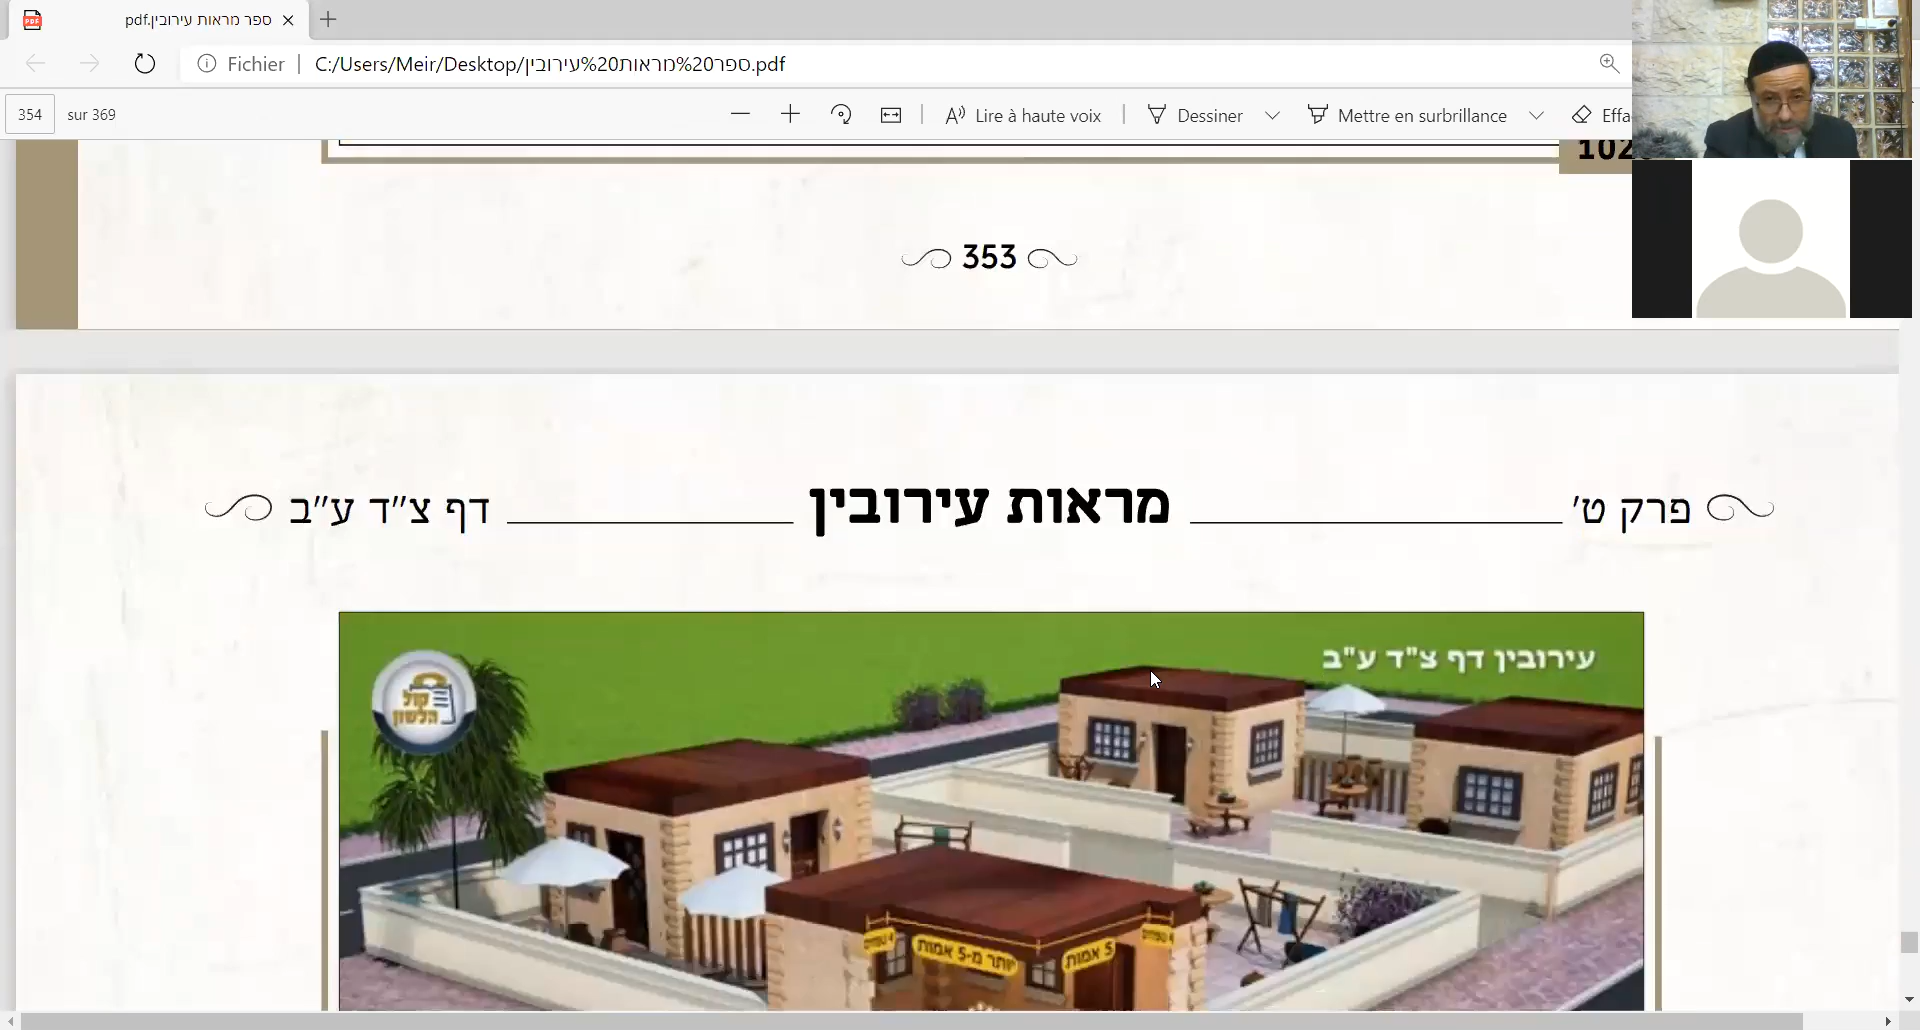 ספר מראות עירובין.pdf
Fichier
C:/Users/Meir/Desktop/ספר%20מראות%20עירובין.pdf
354 sur 369
Lire à haute voix
Dessiner
Mettre en surbrillance
102
353
פרק ט' מראות עירובין דף צ"ד ע"ב
עירובין דף צ"ד ע"ב
קול הלשון
5 אמות
יותר מ-5 אמות